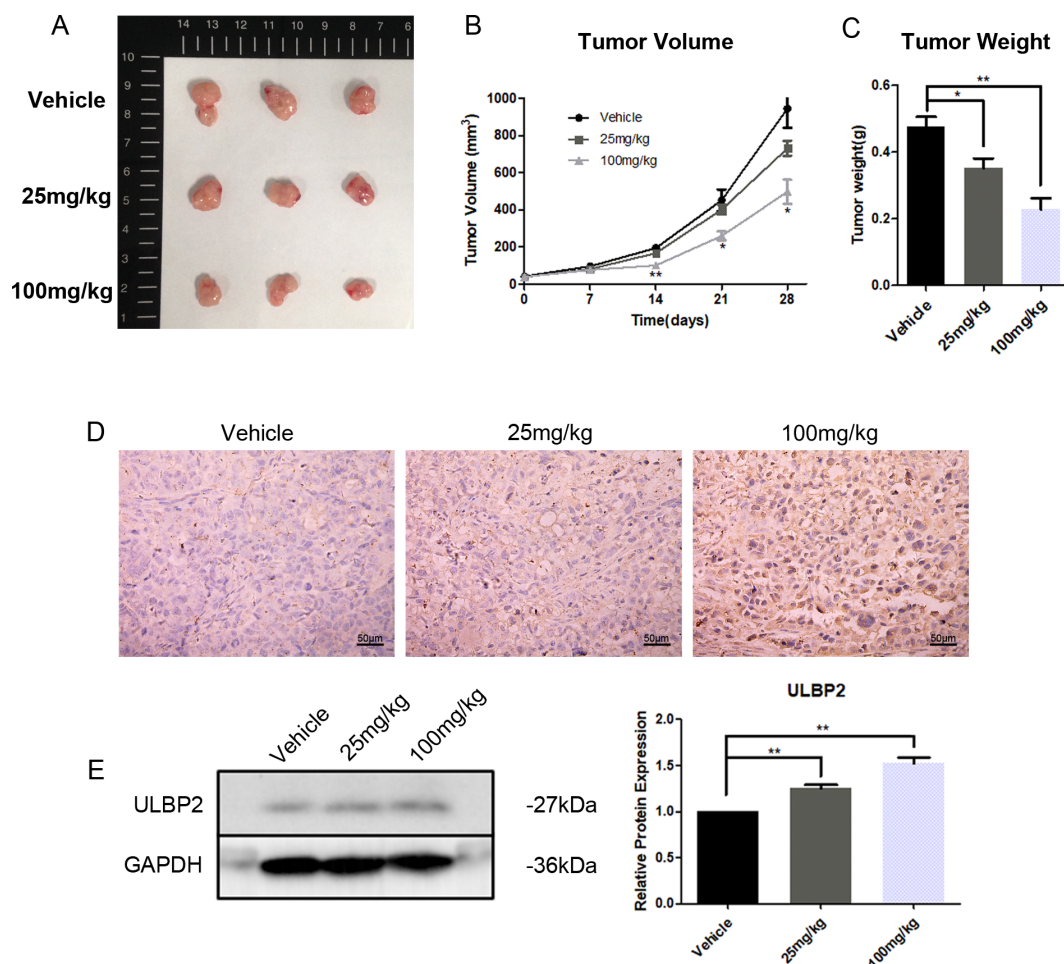 A
14 13 12 11 10 9 8 7 6
10
9
8
7
6
5
4
3
2
1
Vehicle
25mg/kg
100mg/kg
B
Tumor Volume
Tumor Volume (mm³)
1000
800
600
400
200
0
Vehicle
25mg/kg
100mg/kg
**
*
*
0 7 14 21 28
Time(days)
C
Tumor Weight
Tumor weight(g)
0.6
0.4
0.2
0.0
**
*
Vehicle
25mg/kg
100mg/kg
D
Vehicle 25mg/kg 100mg/kg
50μm 50μm 50μm
E
Vehicle
25mg/kg
100mg/kg
ULBP2 -27kDa
GAPDH -36kDa
ULBP2
Relative Protein Expression
2.0
1.5
1.0
0.5
0.0
**
**
Vehicle
25mg/kg
100mg/kg